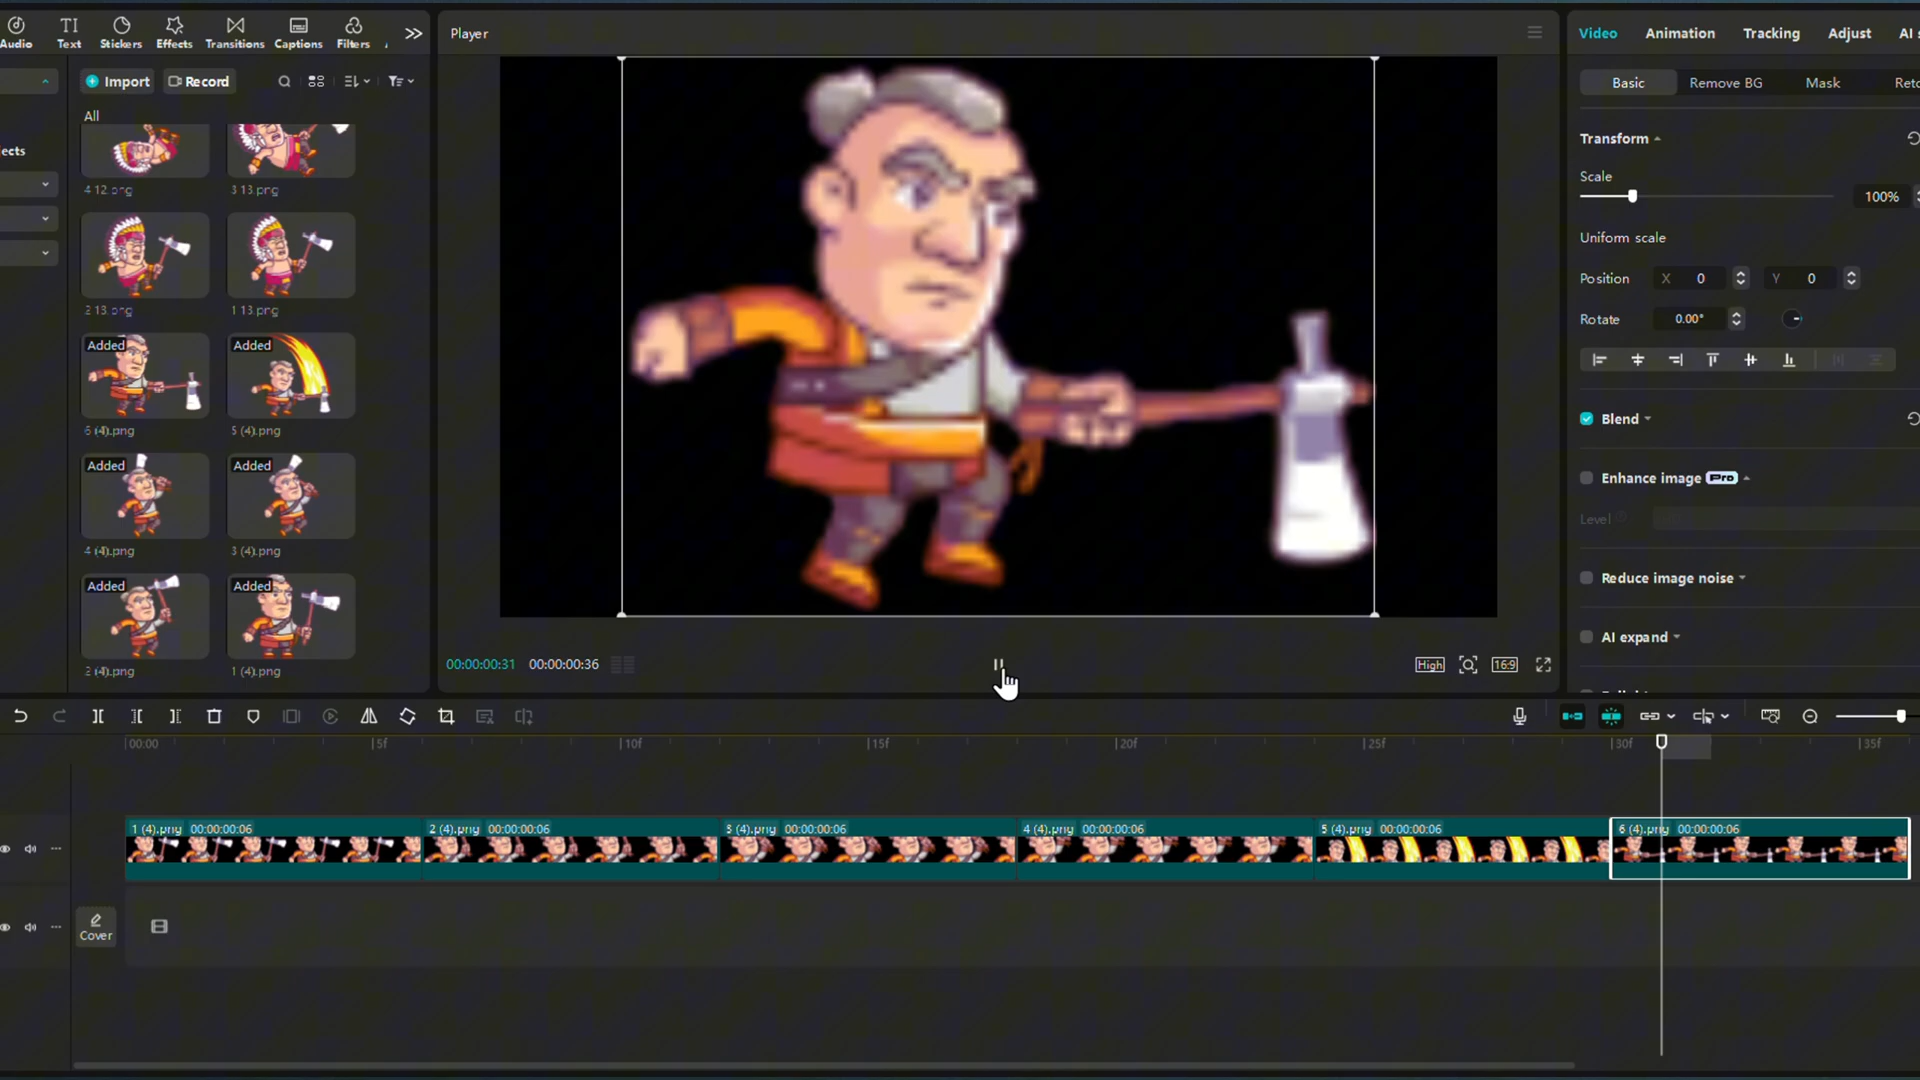 Audio
Text
Stickers
Effects
Transitions
Captions
Filters
Player
Video
Animation
Tracking
Adjust
AI
Import
Record
Basic
Remove BG
Mask
All
ects
4 12.png
3 13.png
2 13.png
1 13.png
Added
Added
6 (4).png
5 (4).png
Added
Added
4 (4).png
3 (4).png
Added
Added
2 (4).png
1 (4).png
Transform
Scale
100%
Uniform scale
Position X 0 Y 0
Rotate 0.00°
Blend
Enhance image Pro
Level
Reduce image noise
AI expand
00:00:00:31 00:00:00:36
High
16:9
00:00
5f
10f
15f
20f
25f
30f
35f
1 (4).png 00:00:00:06
2 (4).png 00:00:00:06
3 (4).png 00:00:00:06
4 (4).png 00:00:00:06
5 (4).png 00:00:00:06
6 (4).png 00:00:00:06
Cover